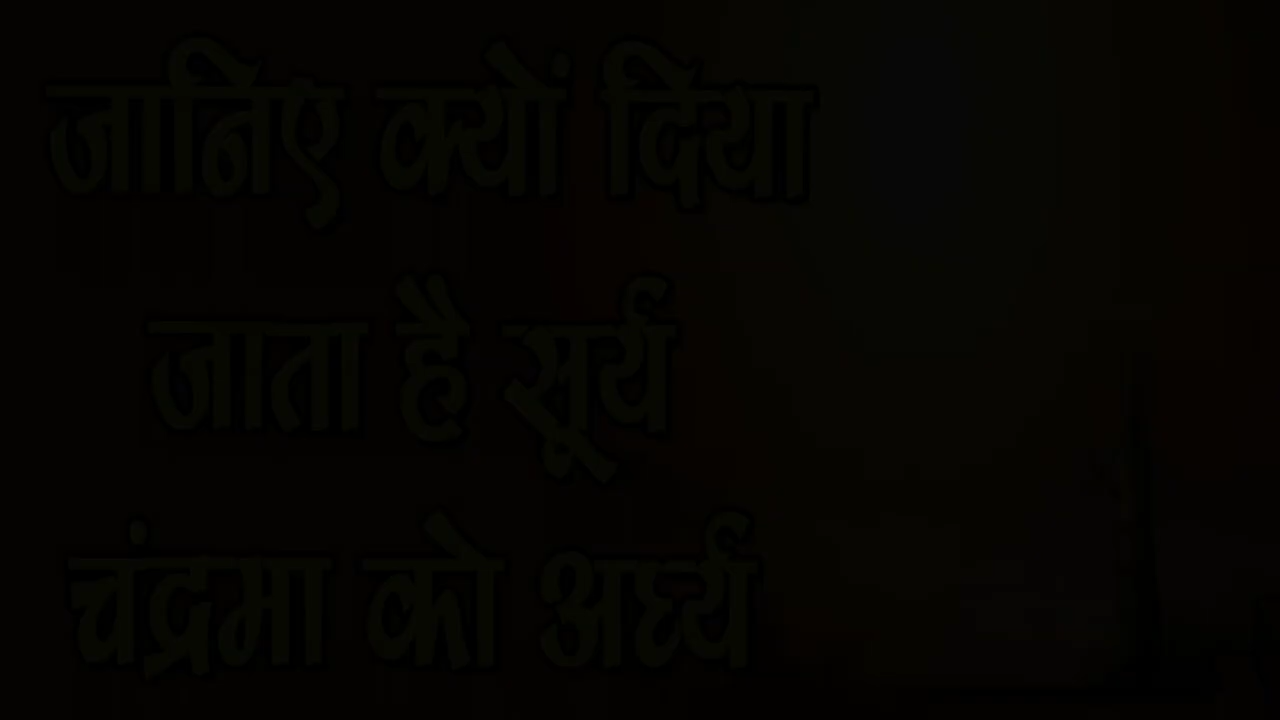 जानिए क्यों दिया
जाता है सूर्य
चंद्रमा को अर्घ्य